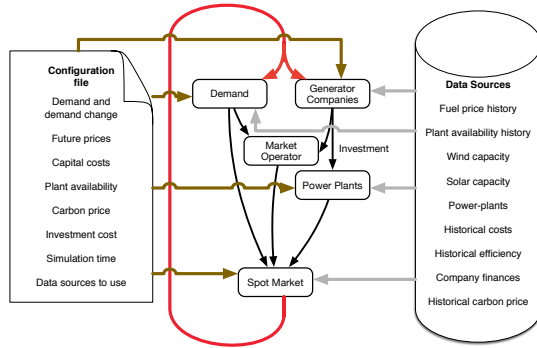 Configuration
file
Demand and
demand change
Future prices
Capital costs
Plant availability
Carbon price
Investment cost
Simulation time
Data sources to use
Demand
Generator
Companies
Market
Operator
Investment
Power Plants
Spot Market
Data Sources
Fuel price history
Plant availability history
Wind capacity
Solar capacity
Power-plants
Historical costs
Historical efficiency
Company finances
Historical carbon price